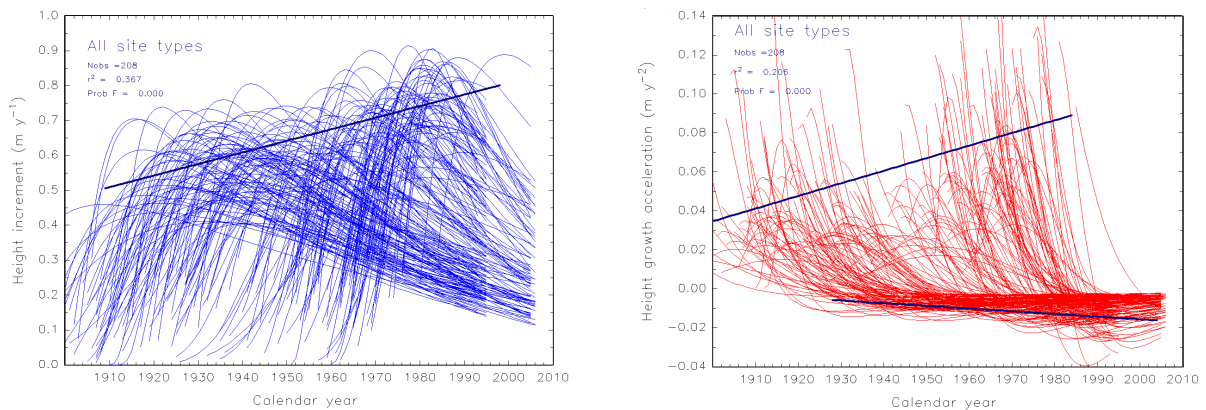 All site types
Nobs =208
r² = 0.367
Prob F = 0.000
Height increment (m y⁻¹)
1.0
0.9
0.8
0.7
0.6
0.5
0.4
0.3
0.2
0.1
0.0
1910 1920 1930 1940 1950 1960 1970 1980 1990 2000 2010
Calendar year
All site types
Nobs =208
r² = 0.206
Prob F = 0.000
Height growth acceleration (m y⁻²)
0.14
0.12
0.10
0.08
0.06
0.04
0.02
0.00
−0.02
−0.04
1910 1920 1930 1940 1950 1960 1970 1980 1990 2000 2010
Calendar year